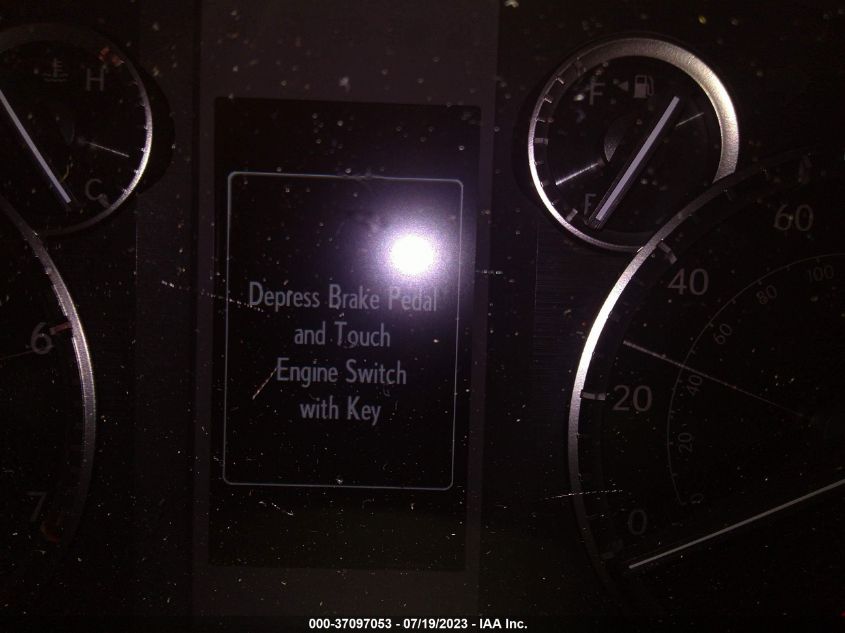 H
C
F
E
6
7
Depress Brake Pedal
and Touch
Engine Switch
with Key
60
40
20
0
100
80
60
40
20
0
000-37097053 - 07/19/2023 - IAA Inc.